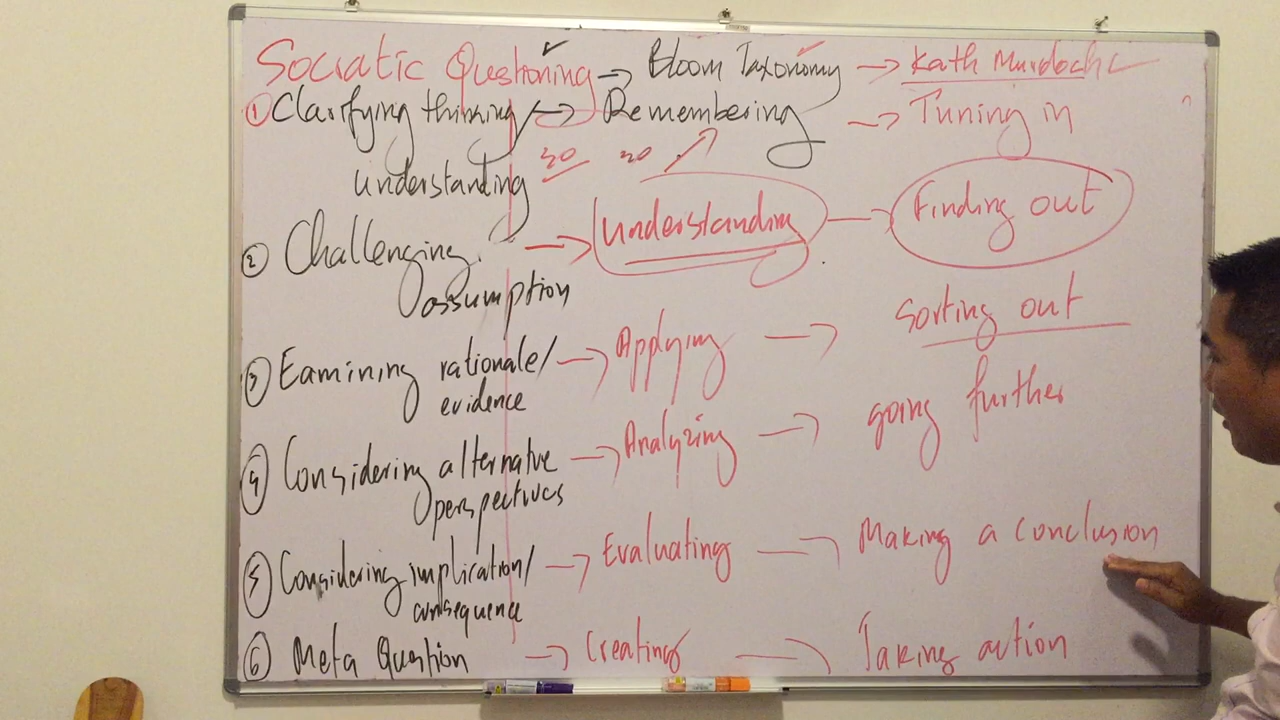 Socratic Questioning → Bloom Taxonomy → Kath Murdoch
① Clarifying thinking/ → Remembering → Tuning in
understanding
② Challenging → Understanding → Finding out
assumption
③ Eamining rationale/ → Applying → Sorting out
evidence
④ Considering alternative → Analyzing → going further
perspectives
⑤ Considering implication/ → Evaluating → Making a conclusion
consequence
⑥ Meta Question → Creating → Taking action